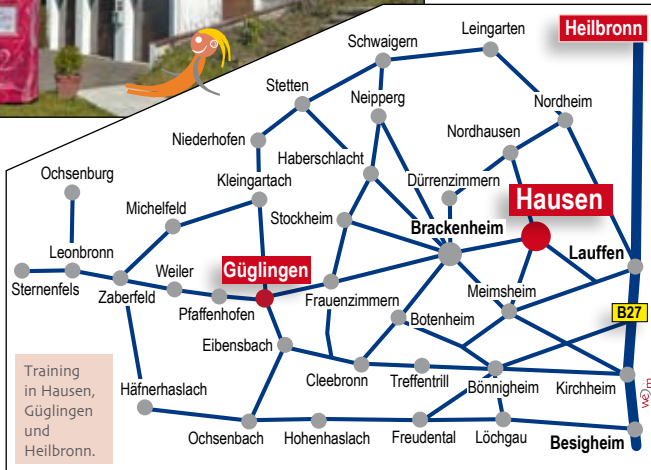 Heilbronn
Leingarten
Schwaigern
Stetten
Neipperg
Nordheim
Nordhausen
Niederhofen
Haberschlacht
Ochsenburg
Kleingartach
Dürrenzimmern
Michelfeld
Stockheim
Hausen
Brackenheim
Leonbronn
Weiler
Güglingen
Lauffen
Sternenfels
Zaberfeld
Pfaffenhofen
Frauenzimmern
Meimsheim
B27
Botenheim
Eibensbach
Training
in Hausen,
Güglingen
und
Heilbronn.
Häfnerhaslach
Cleebronn
Treffentrill
Bönnigheim
Kirchheim
Ochsenbach
Hohenhaslach
Freudental
Löchgau
Besigheim